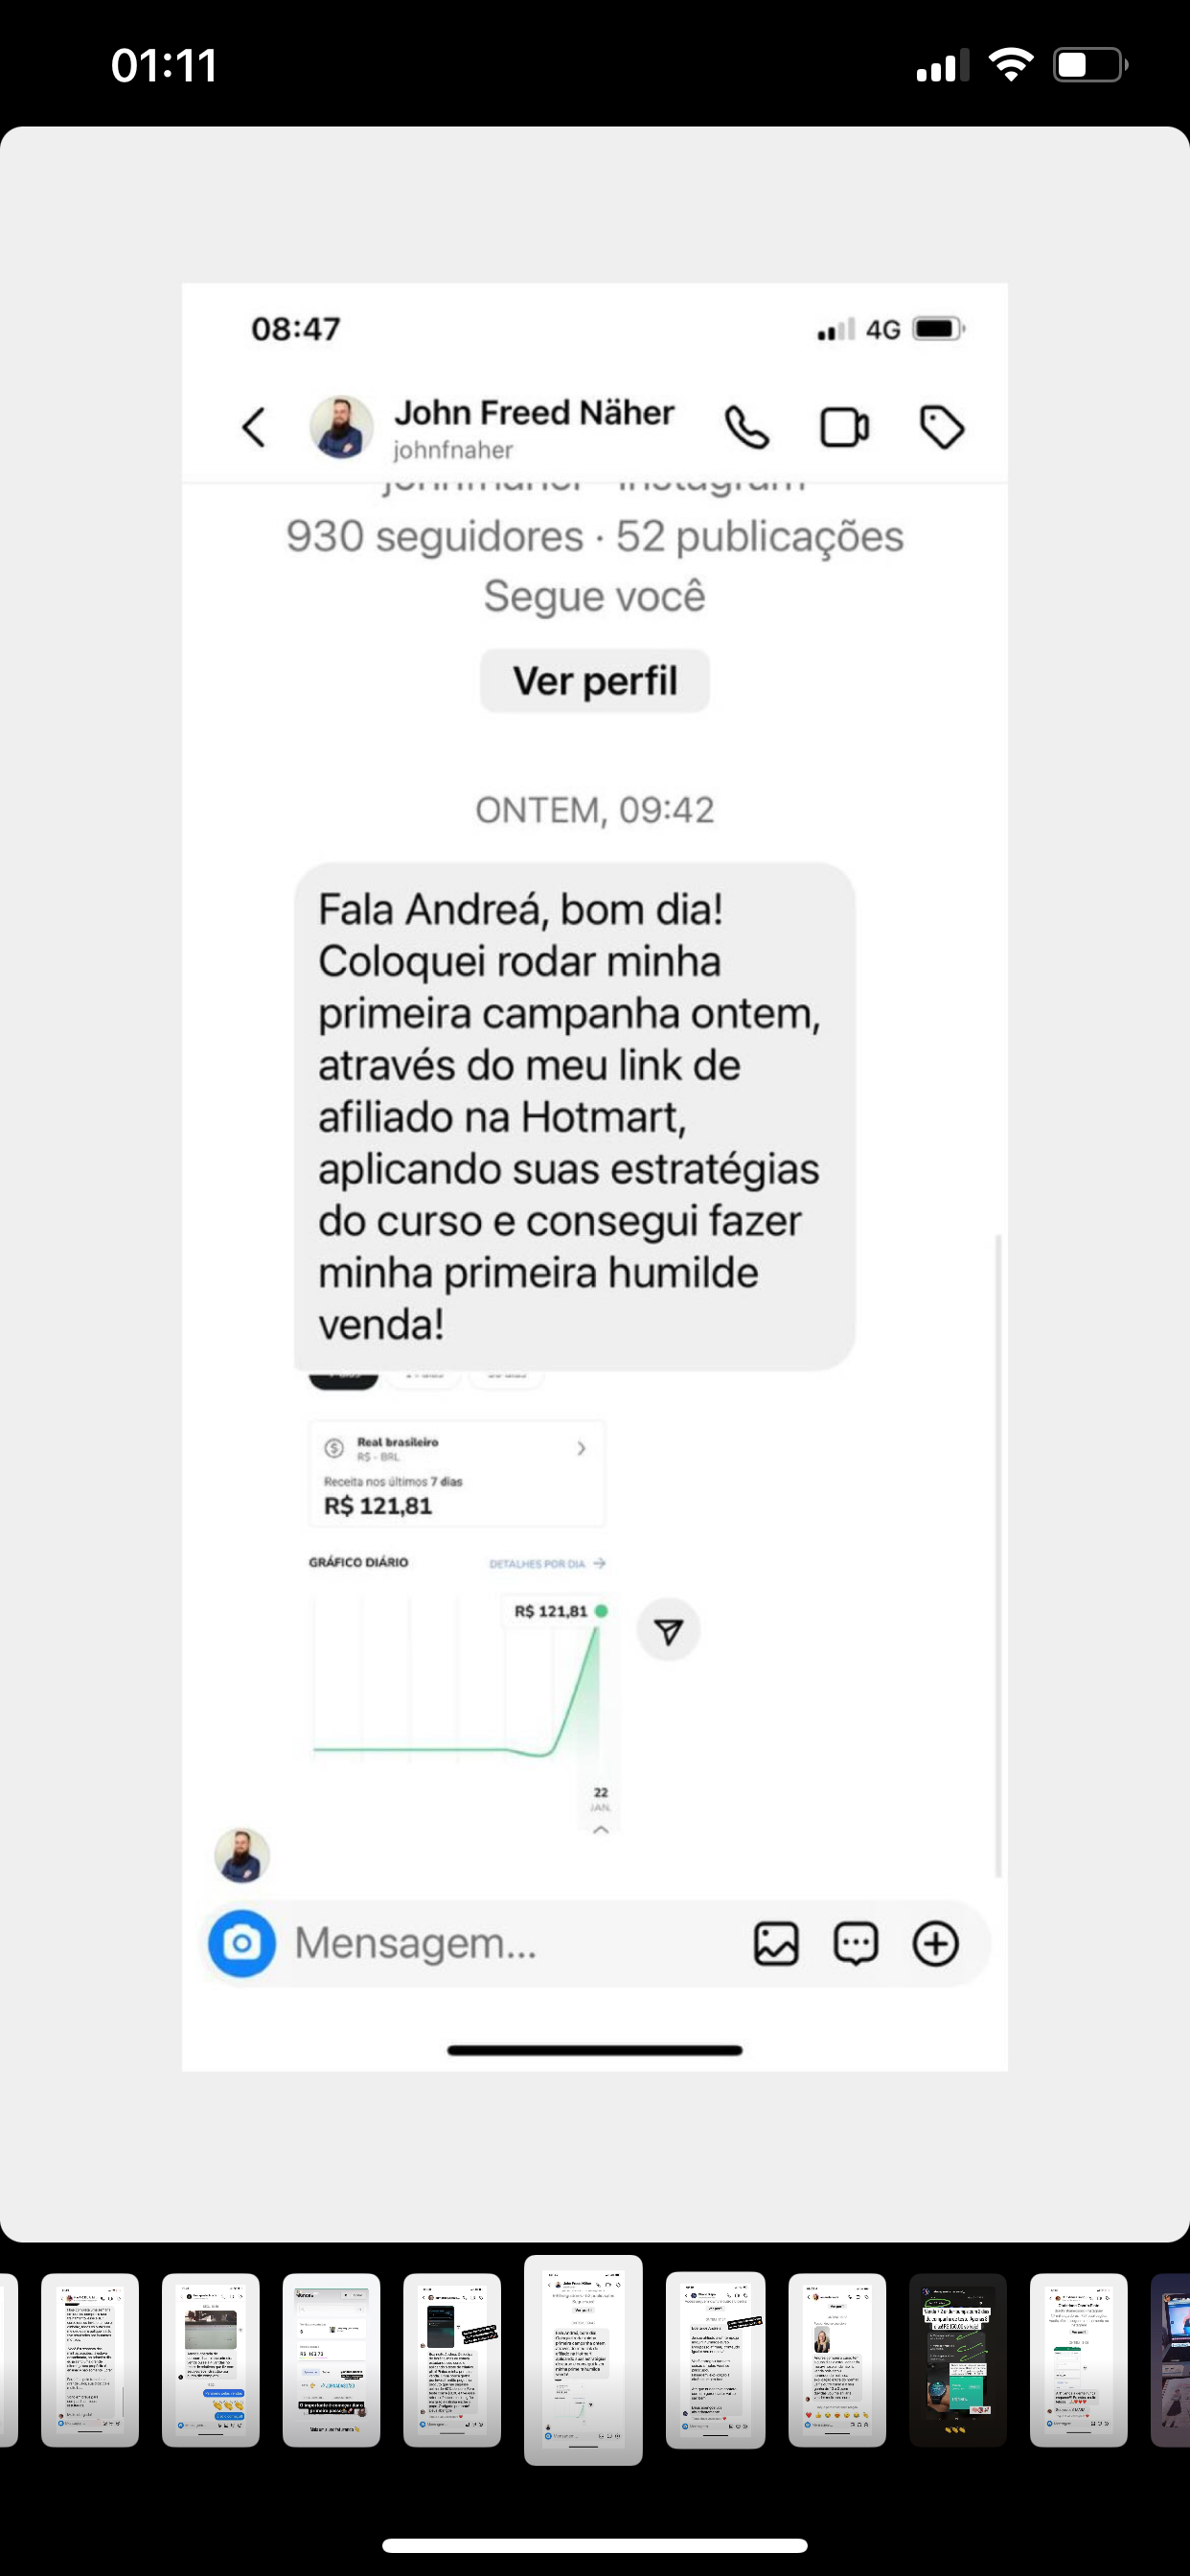 01:11
08:47
4G
John Freed Näher
johnfnaher
930 seguidores · 52 publicações
Segue você
Ver perfil
ONTEM, 09:42
Fala Andreá, bom dia!
Coloquei rodar minha
primeira campanha ontem,
através do meu link de
afiliado na Hotmart,
aplicando suas estratégias
do curso e consegui fazer
minha primeira humilde
venda!
Real brasileiro
R$ - BRL
Receita nos últimos 7 dias
R$ 121,81
GRÁFICO DIÁRIO
DETALHES POR DIA
R$ 121,81
22
JAN.
Mensagem...